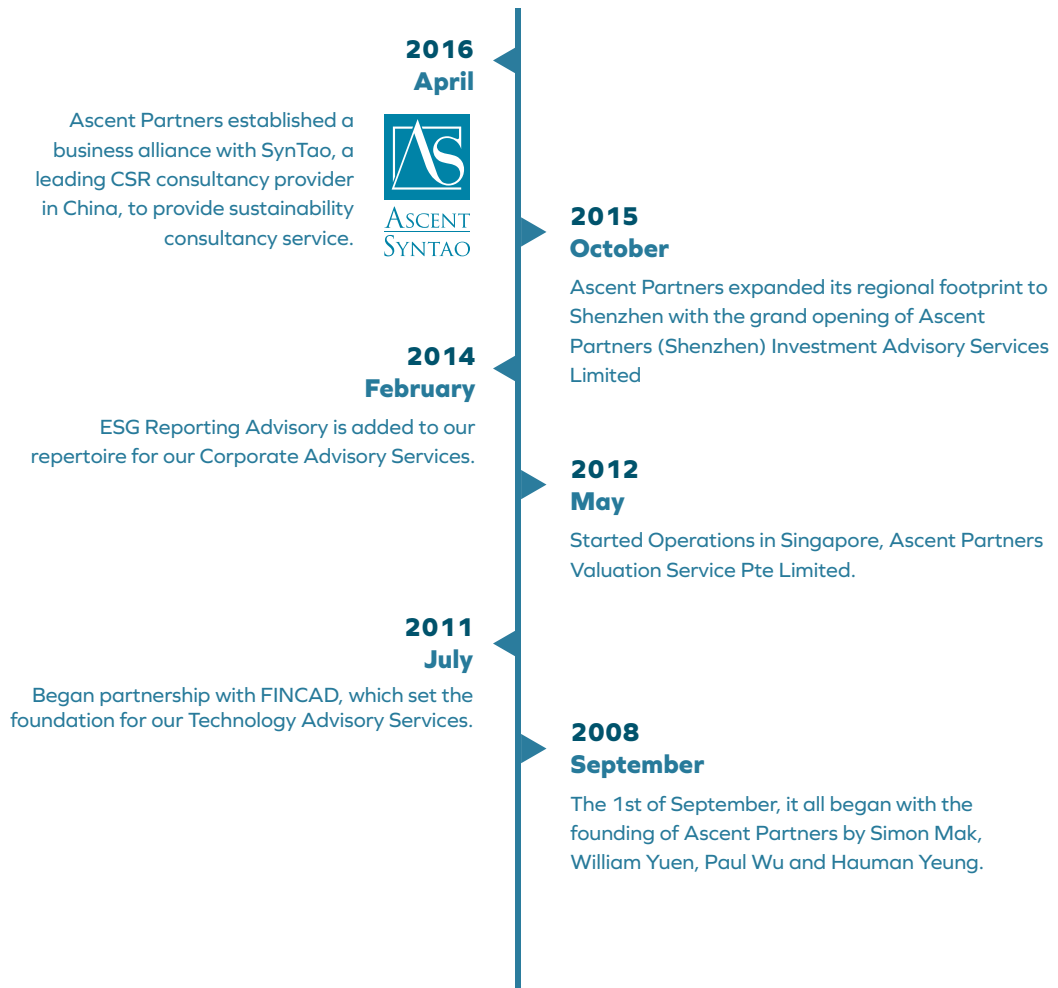 2016
April
Ascent Partners established a
business alliance with SynTao, a
leading CSR consultancy provider
in China, to provide sustainability
consultancy service.
AS
ASCENT
SYNTAO
2015
October
Ascent Partners expanded its regional footprint to
Shenzhen with the grand opening of Ascent
Partners (Shenzhen) Investment Advisory Services
Limited
2014
February
ESG Reporting Advisory is added to our
repertoire for our Corporate Advisory Services.
2012
May
Started Operations in Singapore, Ascent Partners
Valuation Service Pte Limited.
2011
July
Began partnership with FINCAD, which set the
foundation for our Technology Advisory Services.
2008
September
The 1st of September, it all began with the
founding of Ascent Partners by Simon Mak,
William Yuen, Paul Wu and Hauman Yeung.